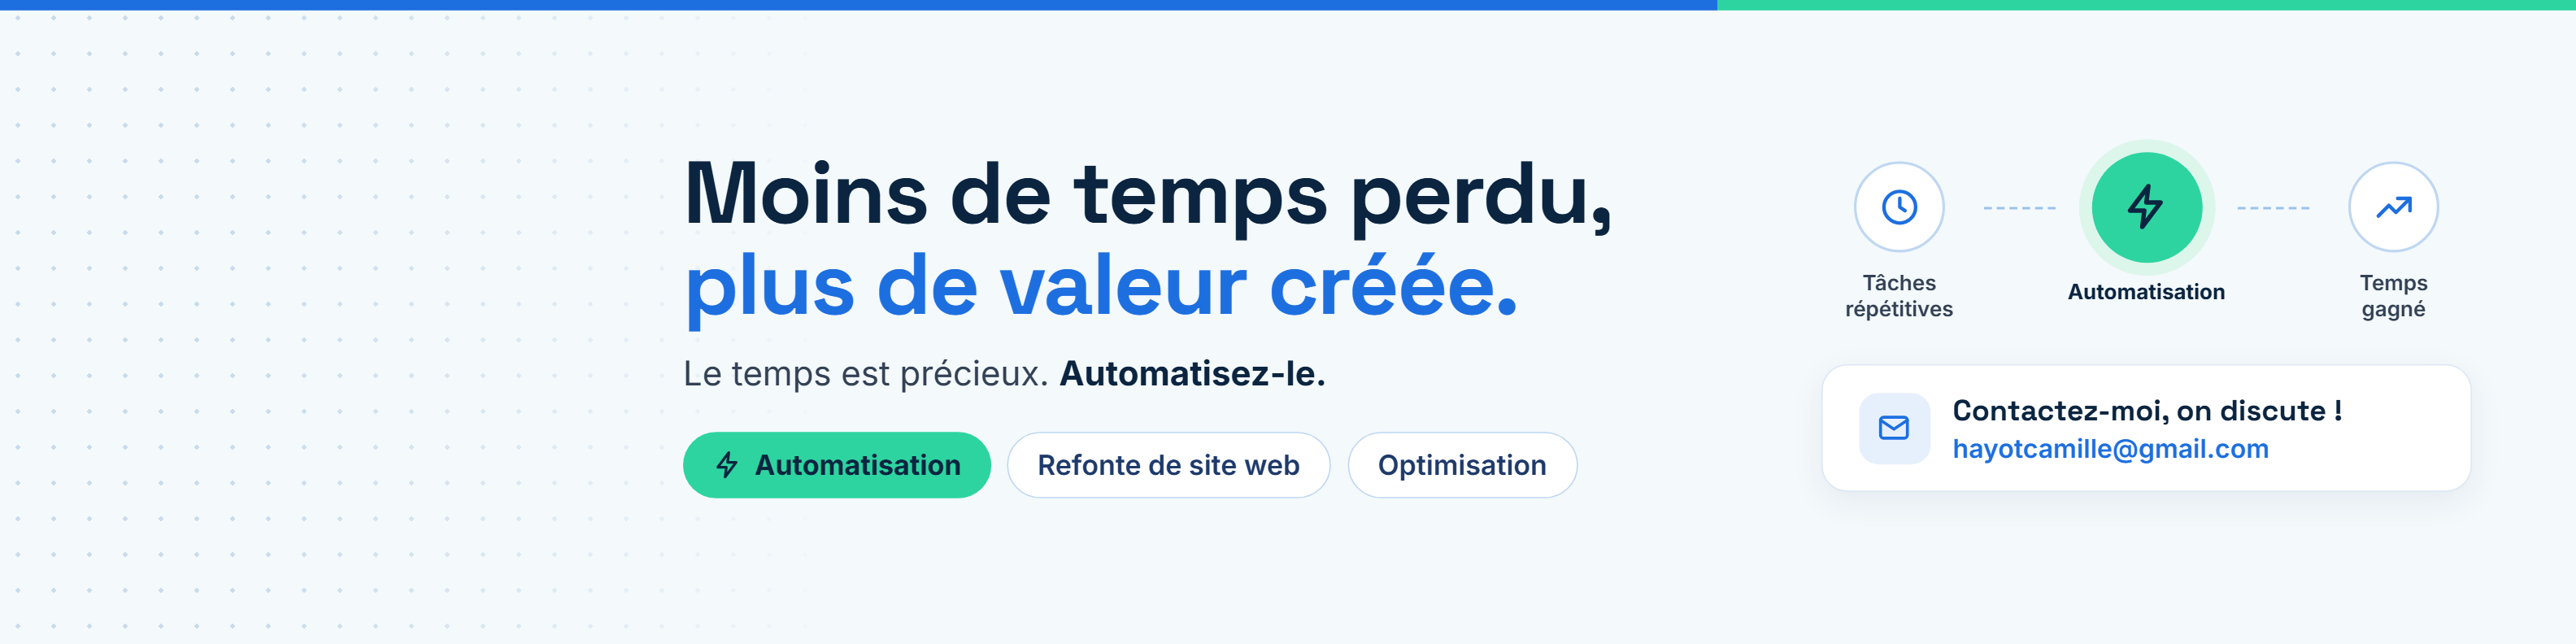 Moins de temps perdu,
plus de valeur créée.
Le temps est précieux. Automatisez-le.
Automatisation
Refonte de site web
Optimisation
Tâches
répétitives
Automatisation
Temps
gagné
Contactez-moi, on discute !
hayotcamille@gmail.com